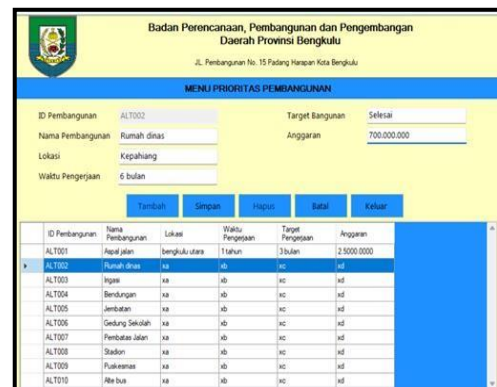 Badan Perencanaan, Pembangunan dan Pengembangan
Daerah Provinsi Bengkulu
JL. Pembangunan No. 15 Padang Harapan Kota Bengkulu
MENU PRIORITAS PEMBANGUNAN
ID Pembangunan ALT002 Target Bangunan Selesai
Nama Pembangunan Rumah dinas Anggaran 700.000.000
Lokasi Kepahiang
Waktu Pengerjaan 6 bulan
Tambah Simpan Hapus Batal Keluar
ID Pembangunan Nama Pembangunan Lokasi Waktu Pengerjaan Target Pengerjaan Anggaran
ALT001 Aspal jalan bengkulu utara 1 tahun 3 bulan 2.5000.0000
ALT002 Rumah dinas xa xb xc xd
ALT003 Irigasi xa xb xc xd
ALT004 Bendungan xa xb xc xd
ALT005 Jembatan xa xb xc xd
ALT006 Gedung Sekolah xa xb xc xd
ALT007 Pembatas Jalan xa xb xc xd
ALT008 Stadion xa xb xc xd
ALT009 Puskesmas xa xb xc xd
ALT010 Alte bus xa xb xc xd